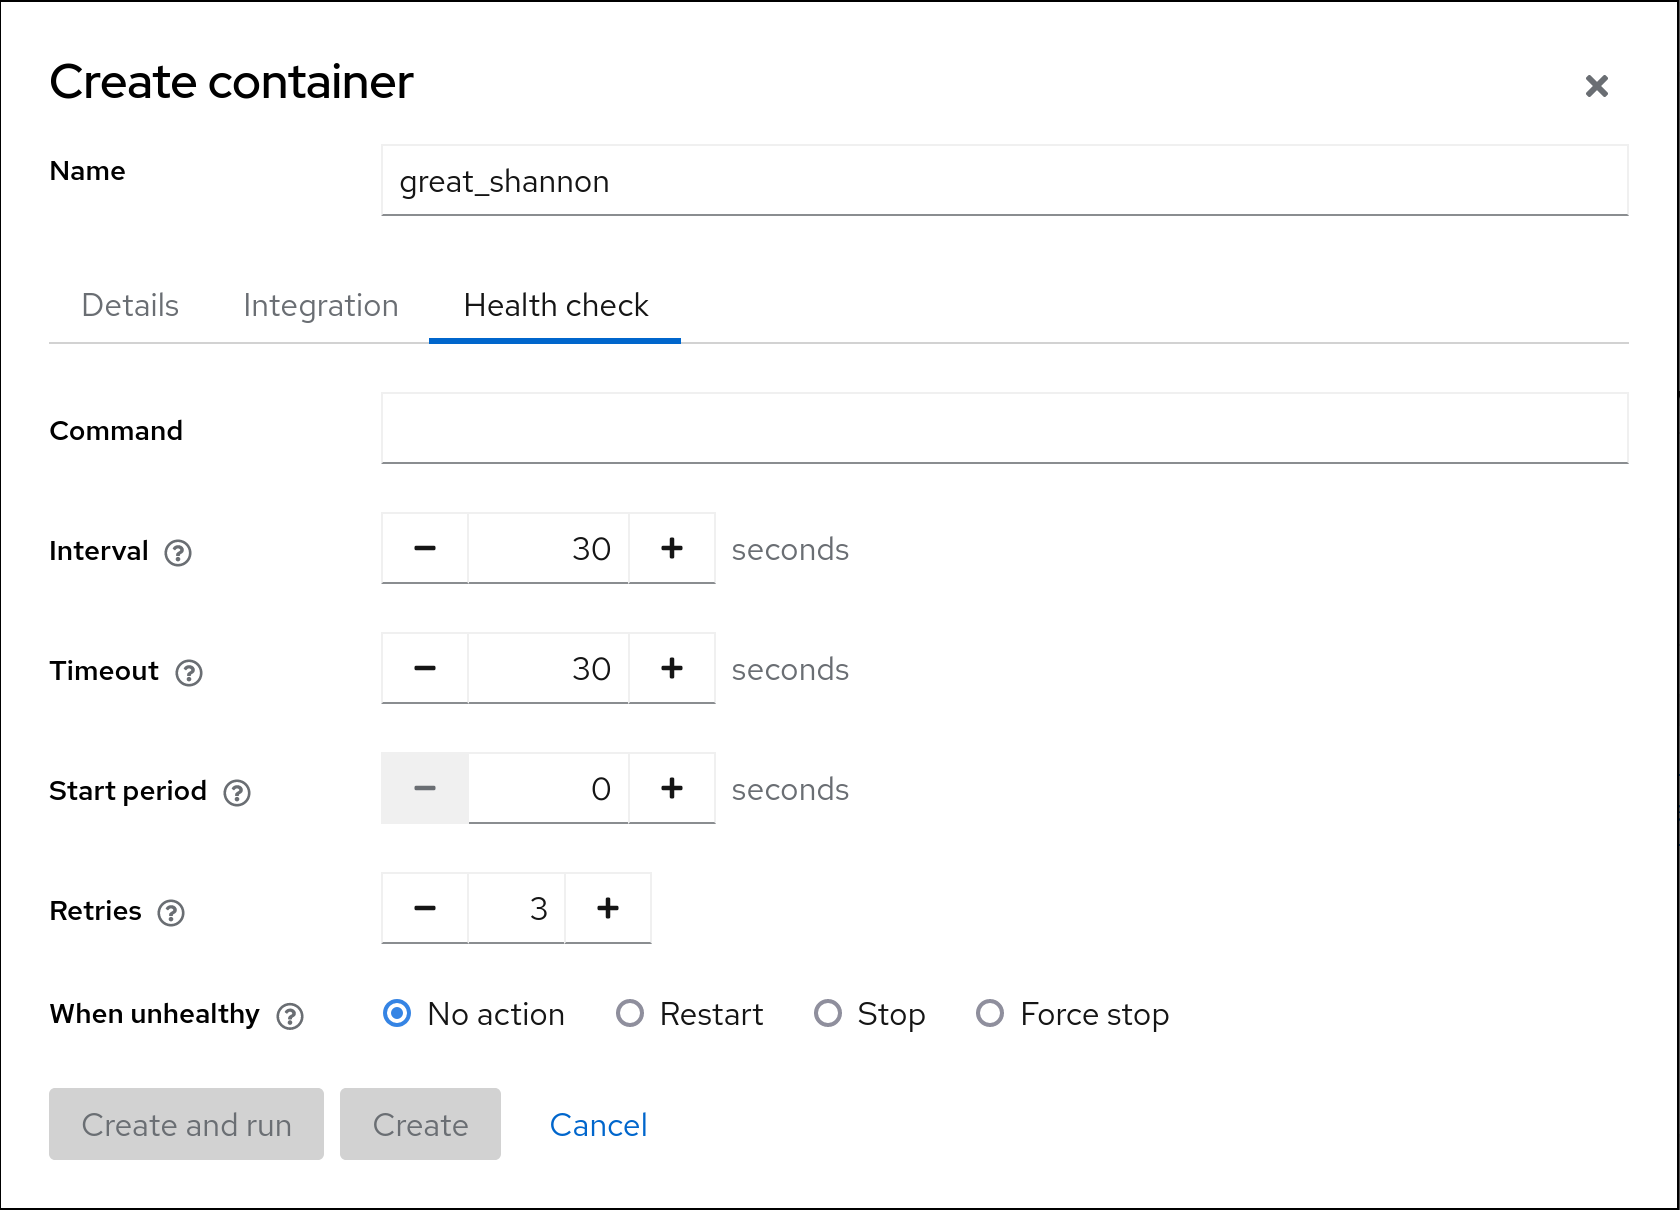 Create container
Name great_shannon
Details Integration Health check
Command
Interval 30 seconds
Timeout 30 seconds
Start period 0 seconds
Retries 3
When unhealthy No action Restart Stop Force stop
Create and run Create Cancel